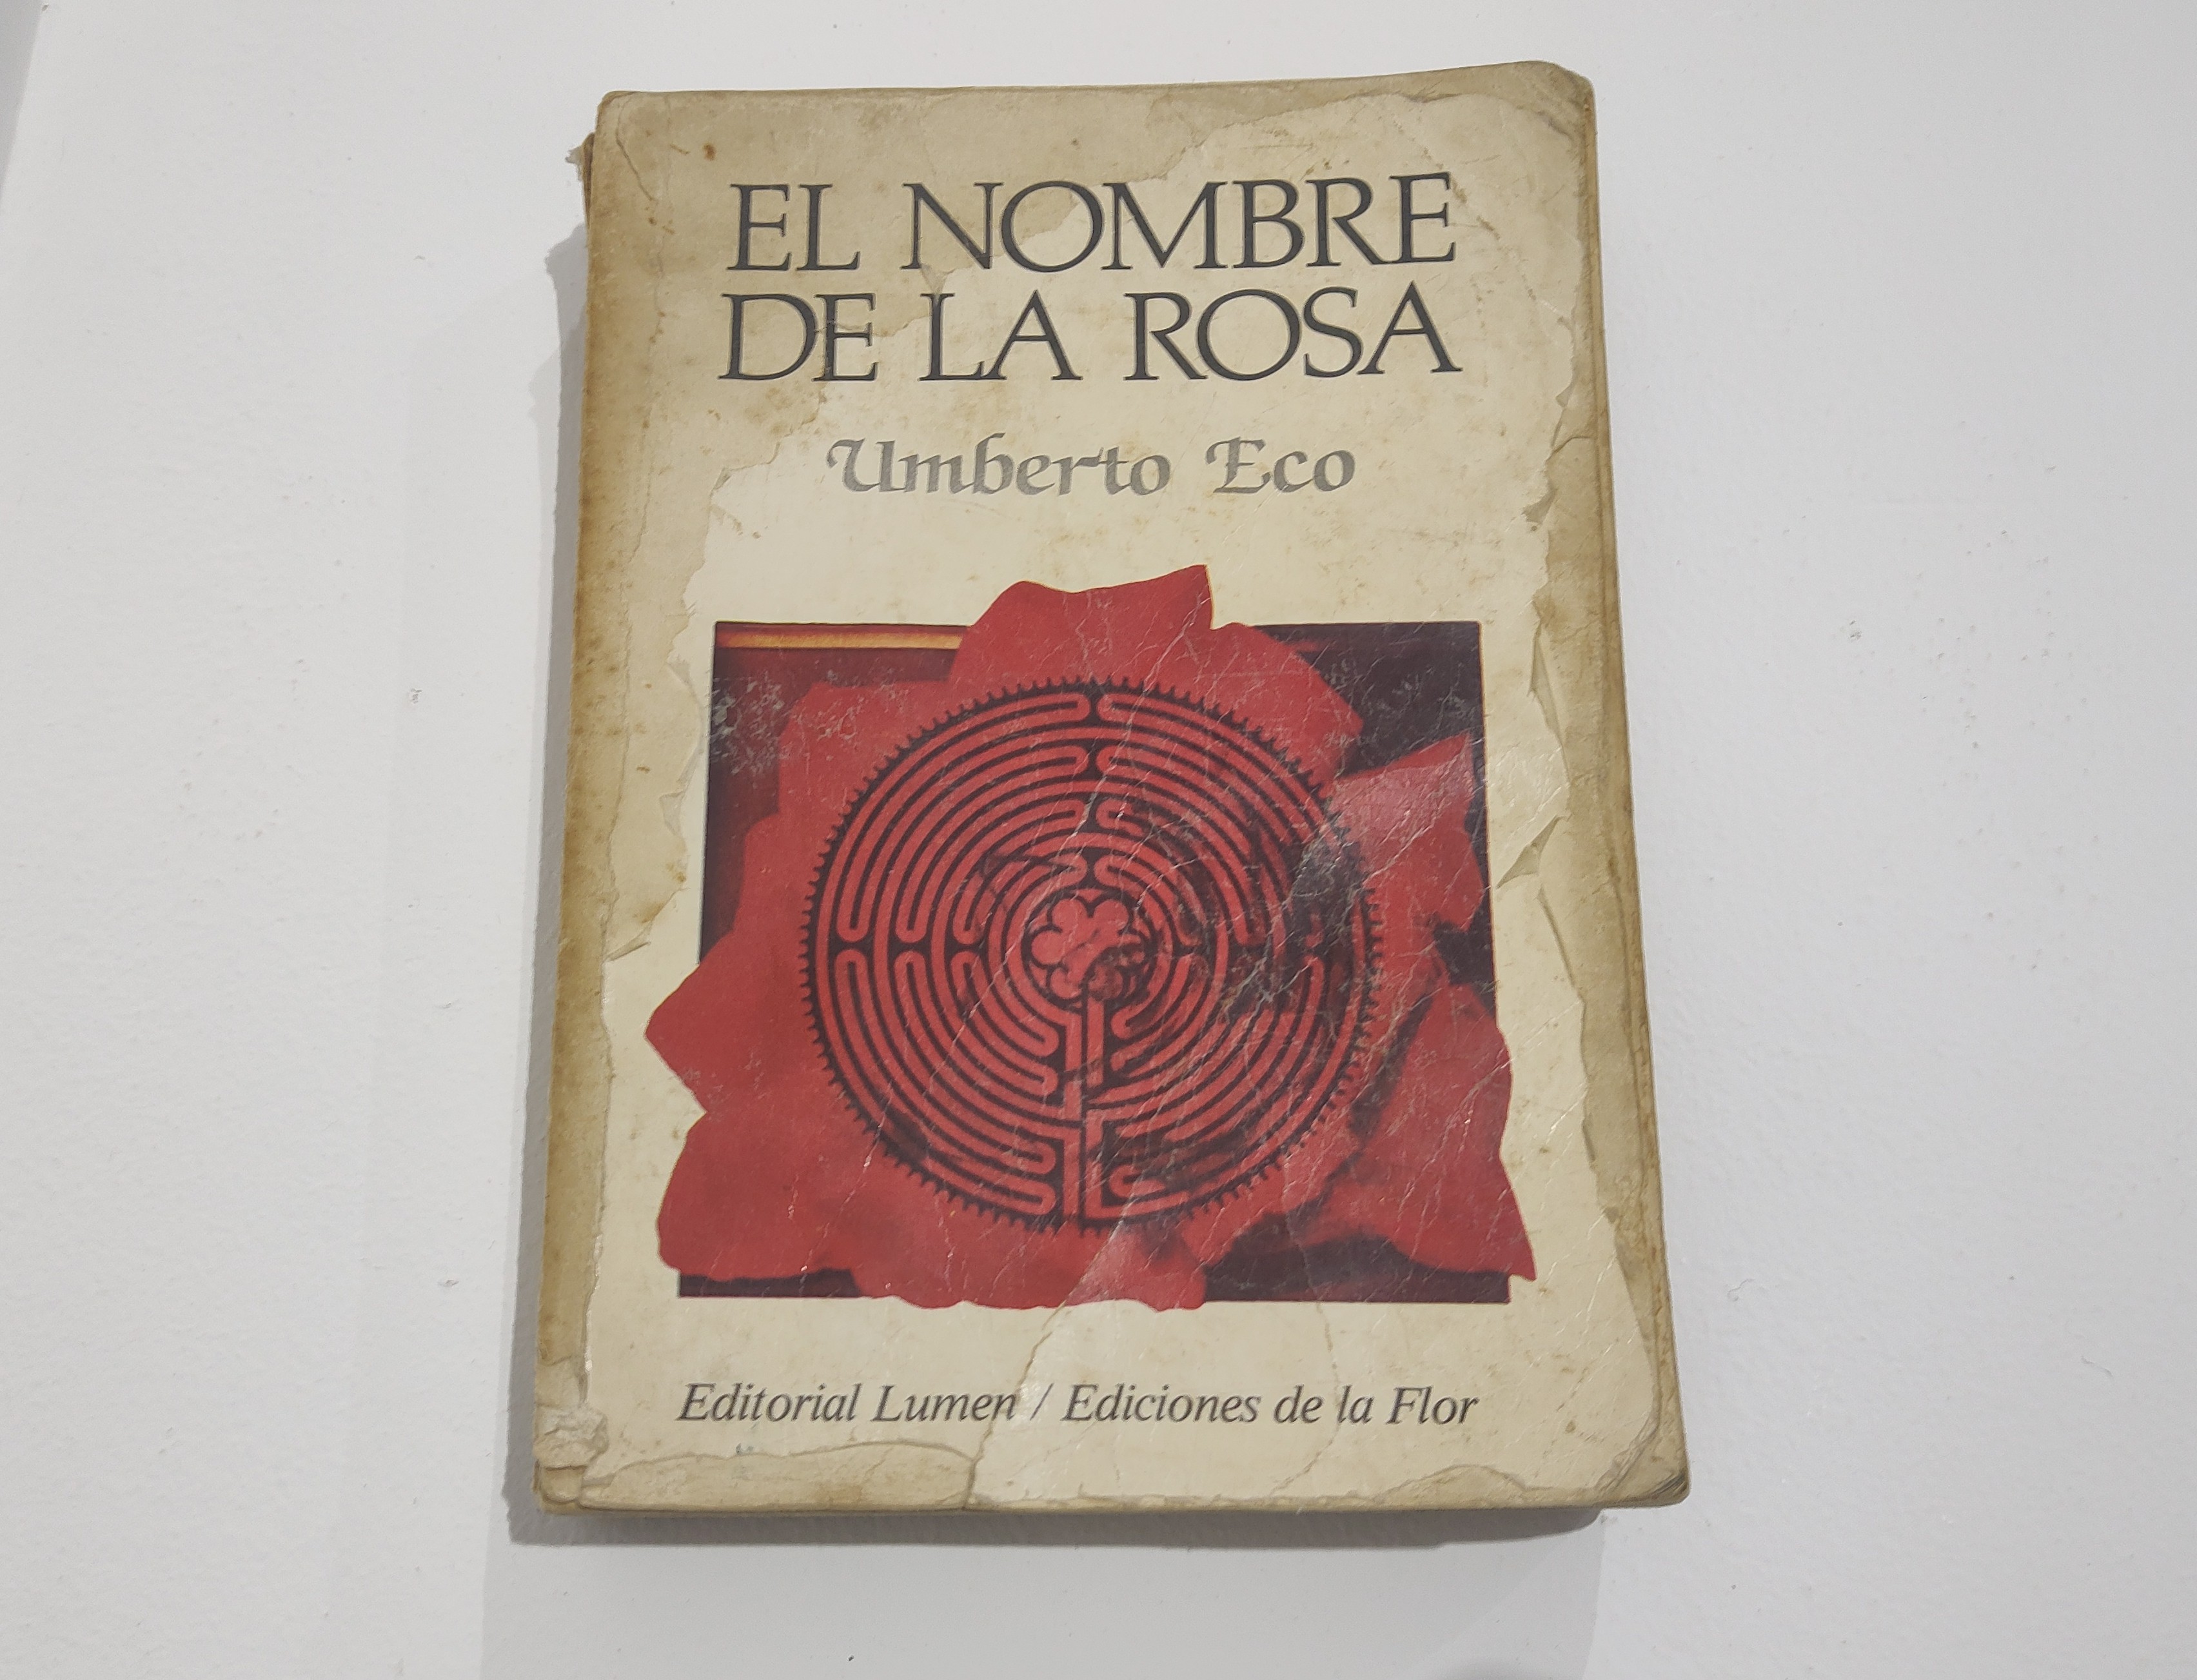 EL NOMBRE
DE LA ROSA
Umberto Eco
Editorial Lumen / Ediciones de la Flor